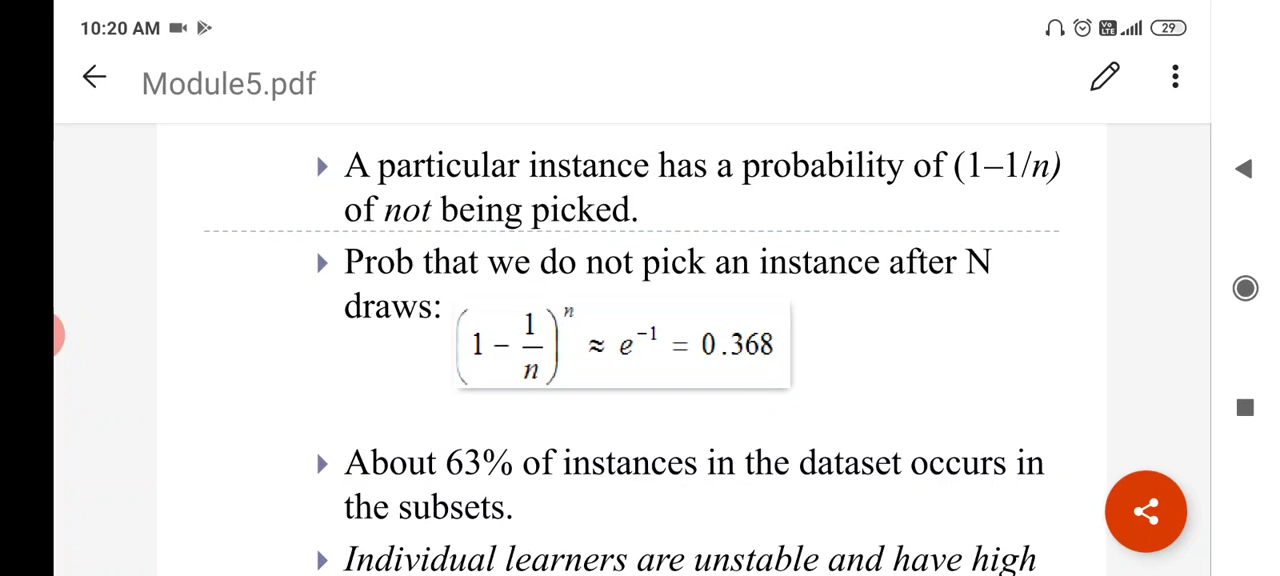 10:20 AM
Vo LTE 29
Module5.pdf
A particular instance has a probability of (1–1/n)
of not being picked.
Prob that we do not pick an instance after N
draws:
(1 − 1/n)^n ≈ e^−1 = 0.368
About 63% of instances in the dataset occurs in
the subsets.
Individual learners are unstable and have high